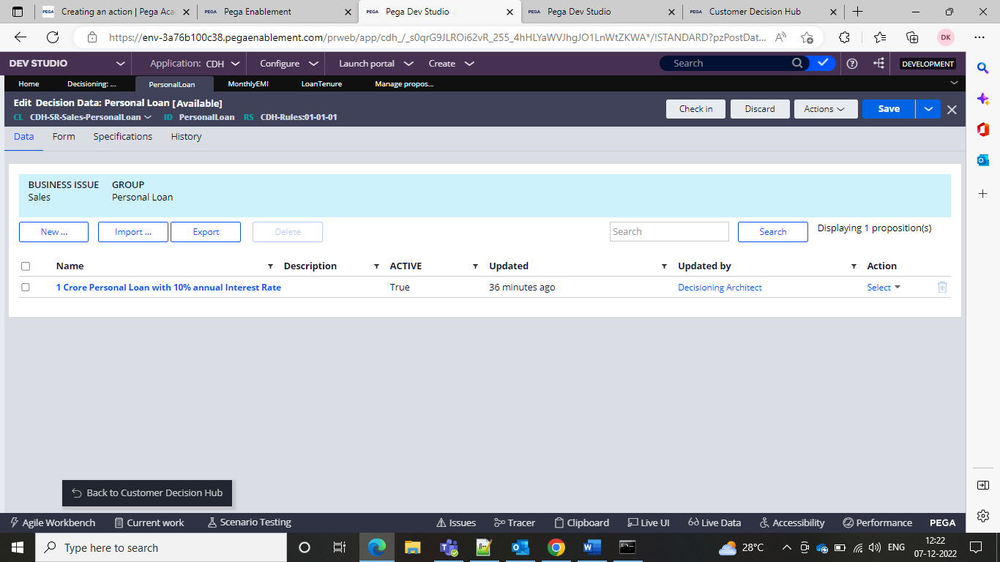 PEGA Creating an action | Pega Aca
PEGA Pega Enablement
PEGA Pega Dev Studio
PEGA Pega Dev Studio
PEGA Customer Decision Hub
https://env-3a76b100c38.pegaenablement.com/prweb/app/cdh_/_s0qrG9JLROi62vR_255_4hHLYaWVJhgJO1LnWtZKWA*/!STANDARD?pzPostDat...
DK
DEV STUDIO
Application: CDH
Configure
Launch portal
Create
Search
DEVELOPMENT
Home
Decisioning: ...
PersonalLoan
MonthlyEMI
LoanTenure
Manage propos...
Edit Decision Data: Personal Loan [Available]
CL CDH-SR-Sales-PersonalLoan ID PersonalLoan RS CDH-Rules:01-01-01
Check in
Discard
Actions
Save
Data
Form
Specifications
History
BUSINESS ISSUE GROUP
Sales Personal Loan
New ...
Import ...
Export
Delete
Search
Search
Displaying 1 proposition(s)
Name Description ACTIVE Updated Updated by Action
1 Crore Personal Loan with 10% annual Interest Rate True 36 minutes ago Decisioning Architect Select
Back to Customer Decision Hub
Agile Workbench
Current work
Scenario Testing
Issues
Tracer
Clipboard
Live UI
Live Data
Accessibility
Performance
PEGA
Type here to search
28°C
ENG
12:22
07-12-2022